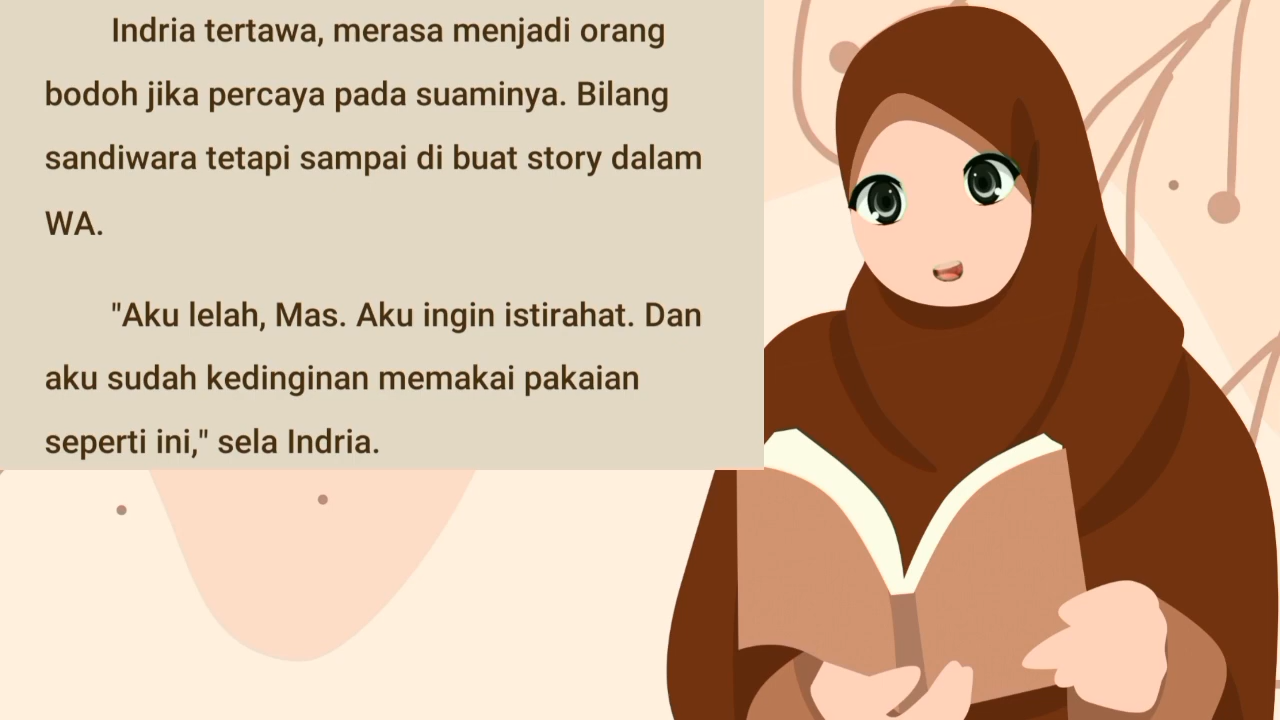 Indria tertawa, merasa menjadi orang
bodoh jika percaya pada suaminya. Bilang
sandiwara tetapi sampai di buat story dalam
WA.
"Aku lelah, Mas. Aku ingin istirahat. Dan
aku sudah kedinginan memakai pakaian
seperti ini," sela Indria.